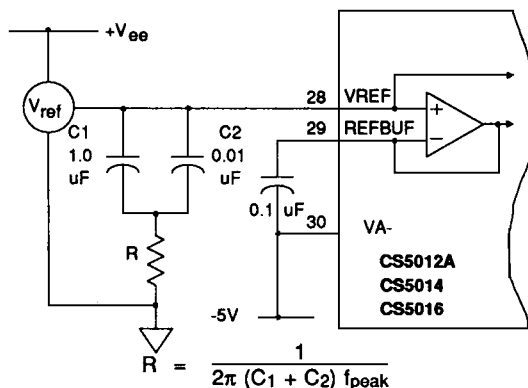 +Vee
Vref
C1
1.0
uF
C2
0.01
uF
R
28
VREF
29
REFBUF
0.1 uF
30
VA-
+
−
CS5012A
CS5014
CS5016
-5V
R = 1 / 2π (C1 + C2) fpeak